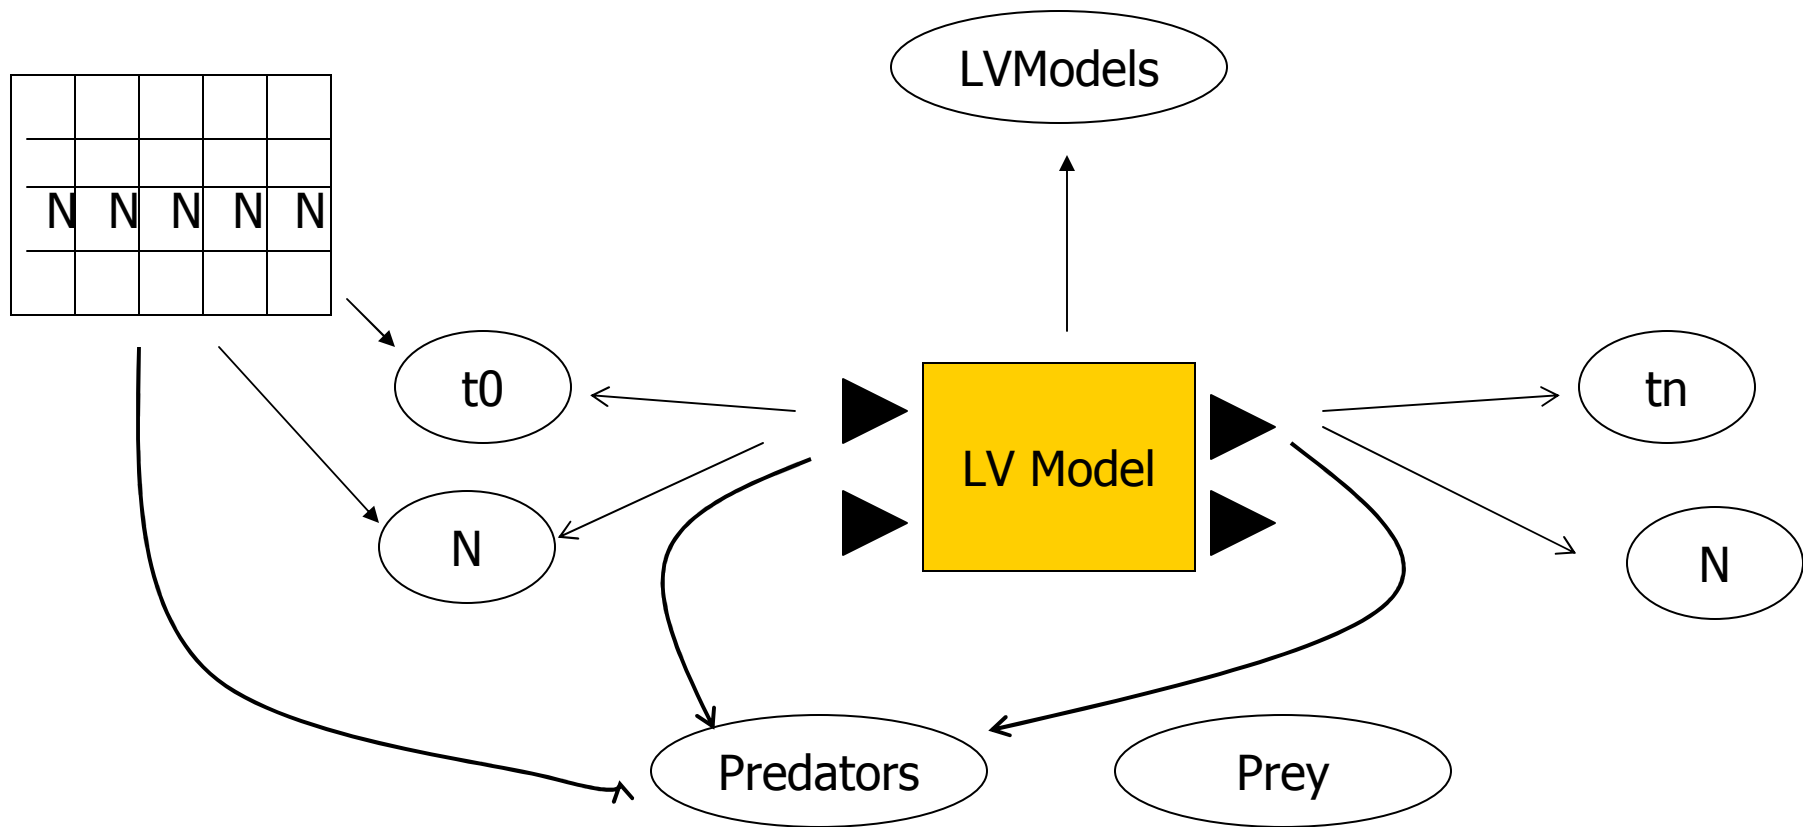 LVModels
N N N N N
t0
tn
LV Model
N
N
Predators
Prey